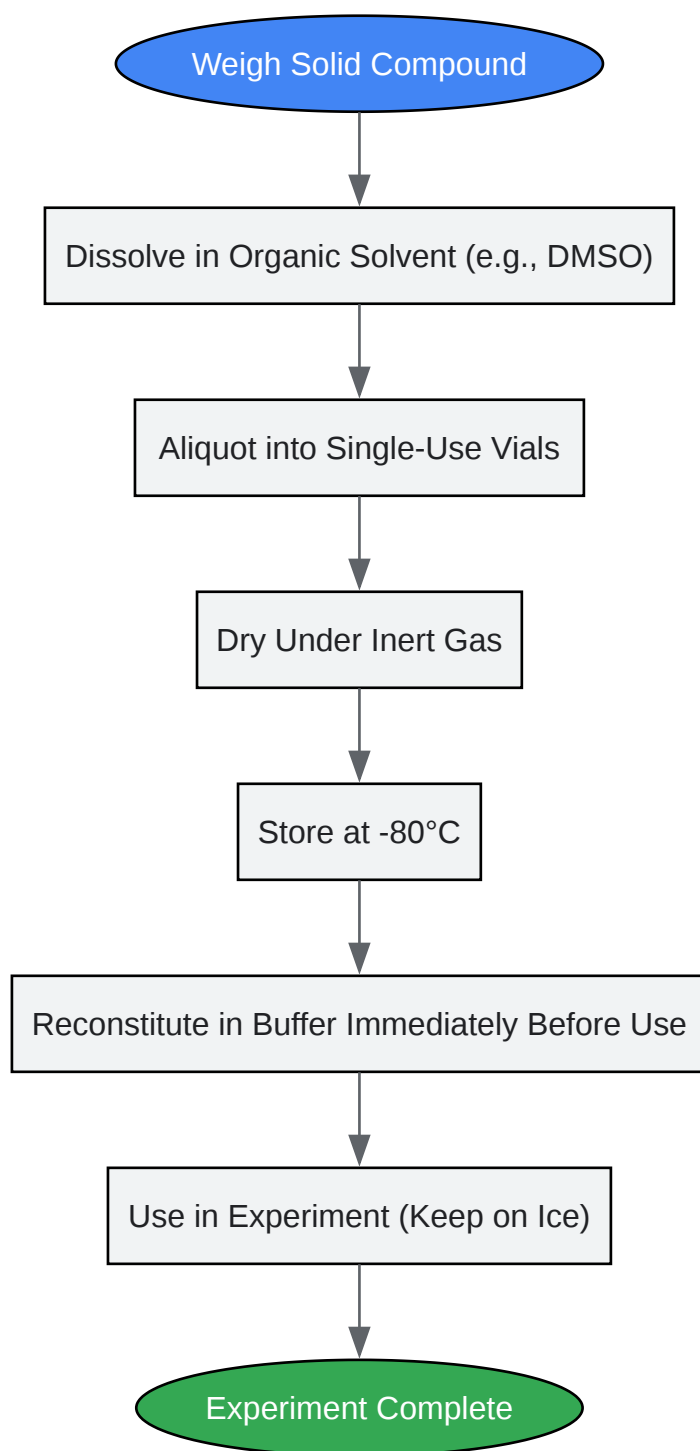 Weigh Solid Compound
Dissolve in Organic Solvent (e.g., DMSO)
Aliquot into Single-Use Vials
Dry Under Inert Gas
Store at -80°C
Reconstitute in Buffer Immediately Before Use
Use in Experiment (Keep on Ice)
Experiment Complete